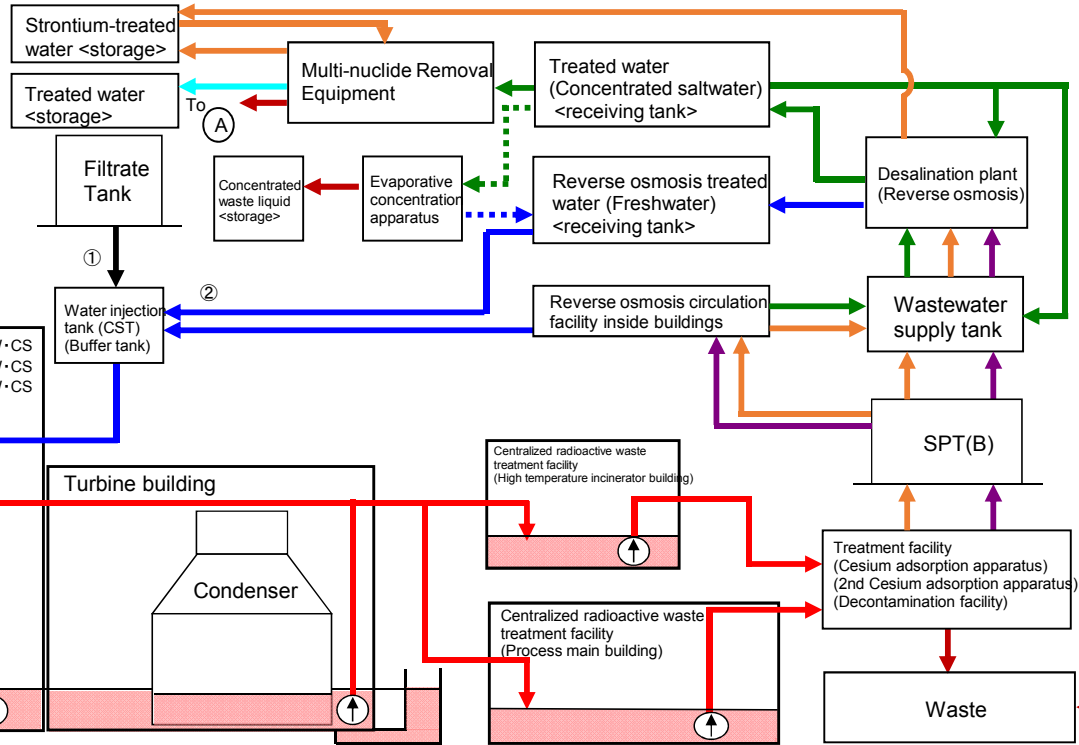 Strontium-treated
water <storage>
Treated water
<storage>
To
A
Multi-nuclide Removal
Equipment
Treated water
(Concentrated saltwater)
<receiving tank>
Filtrate
Tank
Concentrated
waste liquid
<storage>
Evaporative
concentration
apparatus
Reverse osmosis treated
water (Freshwater)
<receiving tank>
Desalination plant
(Reverse osmosis)
①
②
Water injection
tank (CST)
(Buffer tank)
Reverse osmosis circulation
facility inside buildings
Wastewater
supply tank
・CS
・CS
・CS
SPT(B)
Turbine building
Condenser
Centralized radioactive waste
treatment facility
(High temperature incinerator building)
Centralized radioactive waste
treatment facility
(Process main building)
Treatment facility
(Cesium adsorption apparatus)
(2nd Cesium adsorption apparatus)
(Decontamination facility)
Waste